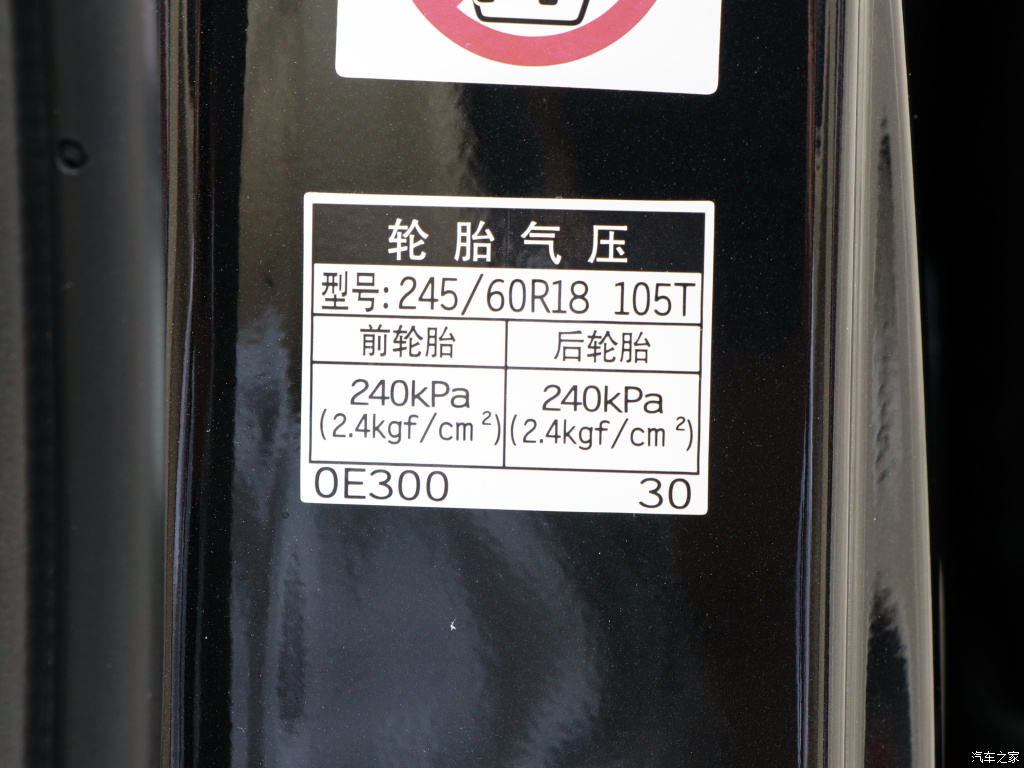 轮胎气压
型号: 245/60R18 105T
前轮胎 后轮胎
240kPa 240kPa
(2.4kgf/cm²) (2.4kgf/cm²)
0E300 30
汽车之家